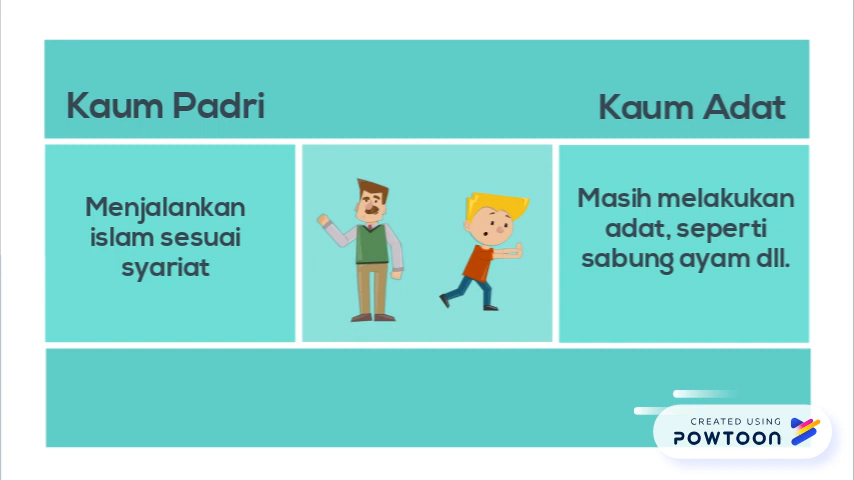 Kaum Padri
Kaum Adat
Menjalankan
islam sesuai
syariat
Masih melakukan
adat, seperti
sabung ayam dll.
CREATED USING
POWTOON